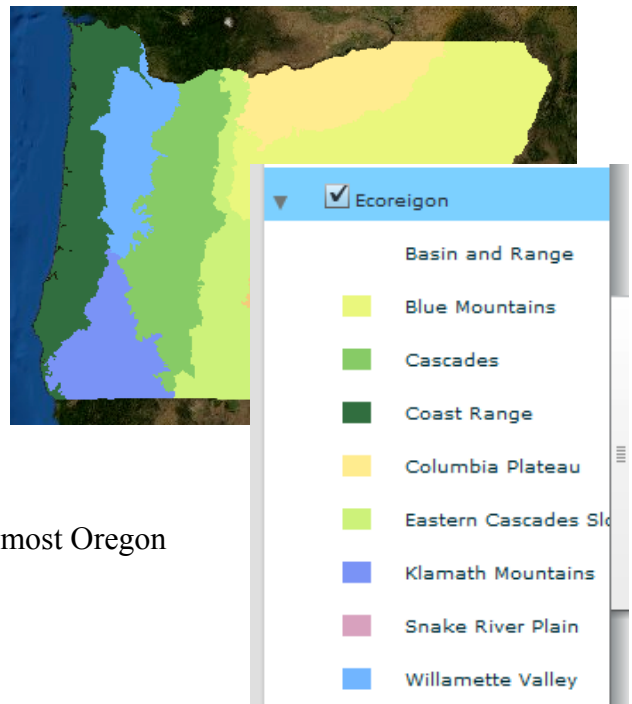 Ecoreigon
Basin and Range
Blue Mountains
Cascades
Coast Range
Columbia Plateau
most Oregon
Eastern Cascades
Klamath Mountains
Snake River Plain
Willamette Valley